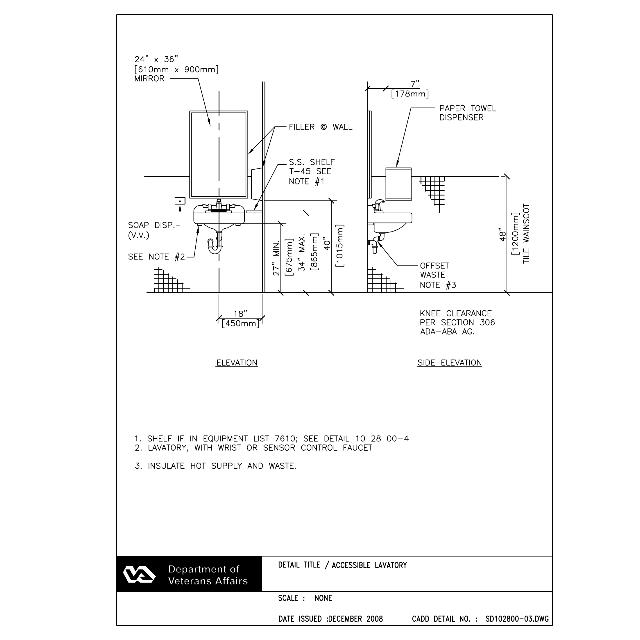 24" x 36"
[610mm x 900mm]
MIRROR
7"
[178mm]
PAPER TOWEL
DISPENSER
FILLER @ WALL
S.S. SHELF
T-45 SEE
NOTE #1
SOAP DISP.-
(V.V.)
SEE NOTE #2
27" MIN.
[675mm]
34" MAX.
[865mm]
40"
[1015mm]
48"
[1200mm]
TILE WAINSCOT
OFFSET
WASTE
NOTE #3
18"
[450mm]
KNEE CLEARANCE
PER SECTION 306
ADA-ABA AG.
ELEVATION
SIDE ELEVATION
1. SHELF IF IN EQUIPMENT LIST 7610; SEE DETAIL 10 28 00-4
2. LAVATORY, WITH WRIST OR SENSOR CONTROL FAUCET
3. INSULATE HOT SUPPLY AND WASTE.
VA
Department of
Veterans Affairs
DETAIL TITLE / ACCESSIBLE LAVATORY
SCALE : NONE
DATE ISSUED :DECEMBER 2008
CADD DETAIL NO. : SD102800-03.DWG